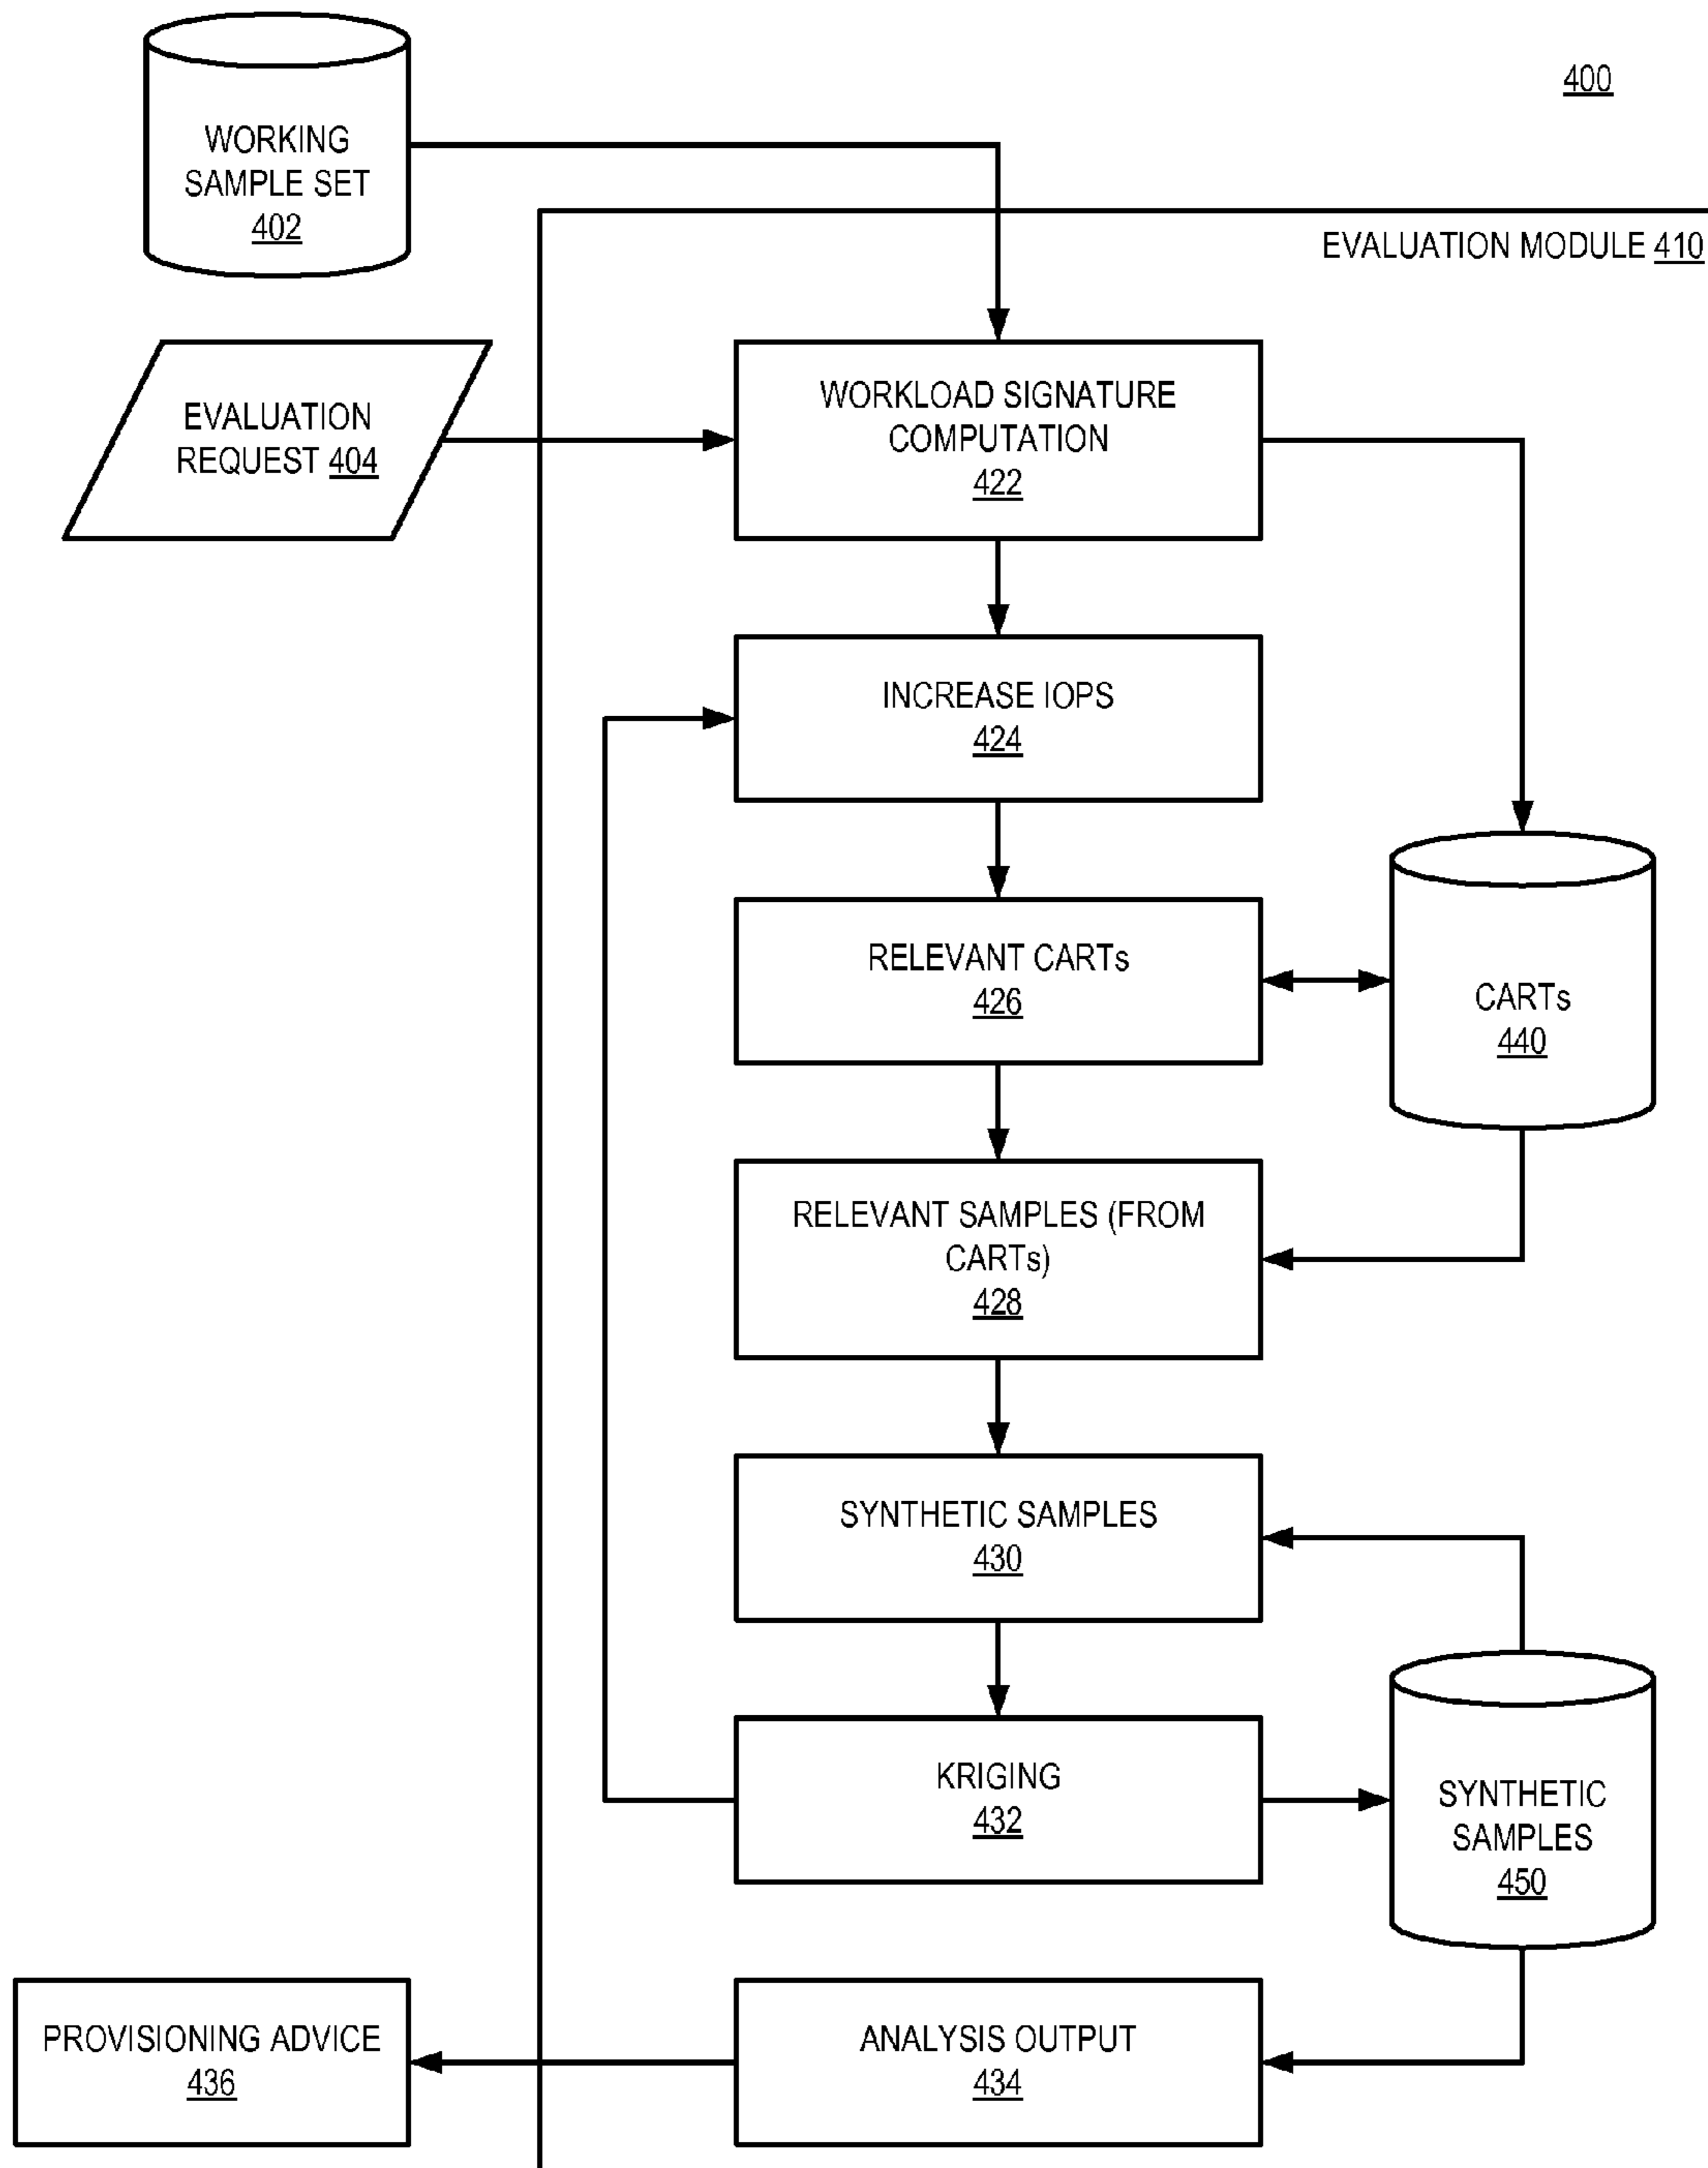 400
WORKING
SAMPLE SET
402
EVALUATION MODULE 410
EVALUATION
REQUEST 404
WORKLOAD SIGNATURE
COMPUTATION
422
INCREASE IOPS
424
RELEVANT CARTs
426
CARTs
440
RELEVANT SAMPLES (FROM
CARTs)
428
SYNTHETIC SAMPLES
430
KRIGING
432
SYNTHETIC
SAMPLES
450
PROVISIONING ADVICE
436
ANALYSIS OUTPUT
434